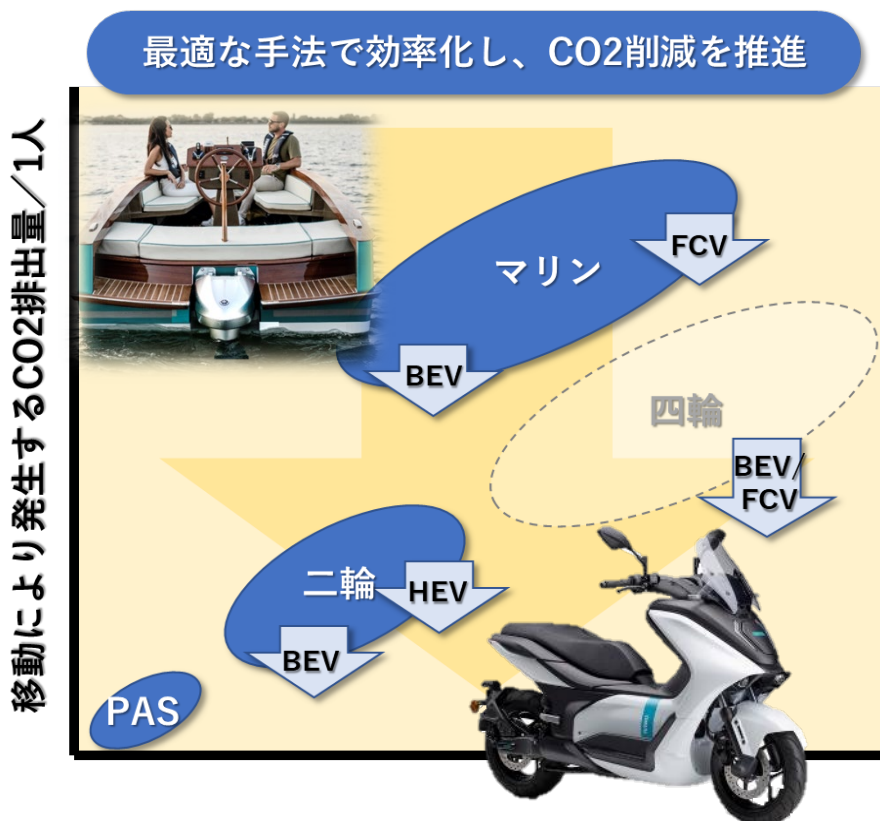 最適な手法で効率化し、CO2削減を推進
移動により発生するCO2排出量／1人
マリン
FCV
BEV
四輪
BEV/
FCV
二輪
HEV
BEV
PAS